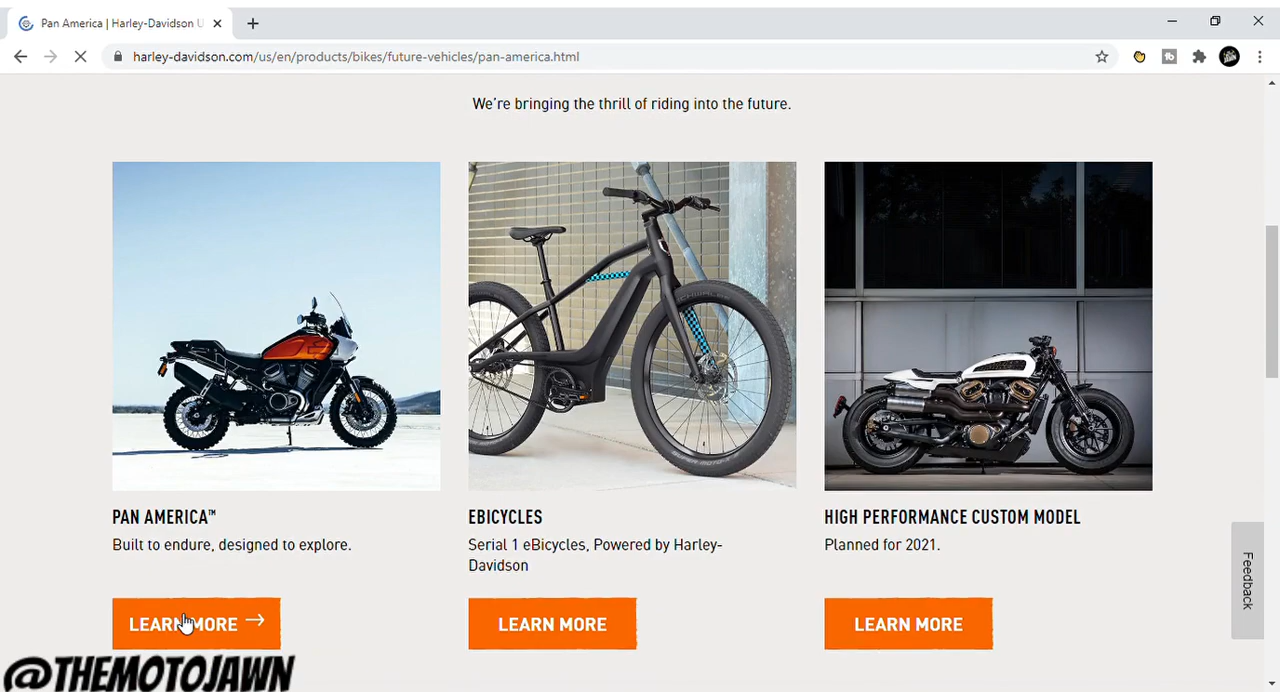 Pan America | Harley-Davidson U
harley-davidson.com/us/en/products/bikes/future-vehicles/pan-america.html
We're bringing the thrill of riding into the future.
PAN AMERICA™
Built to endure, designed to explore.
LEARN MORE →
EBICYCLES
Serial 1 eBicycles, Powered by Harley-
Davidson
LEARN MORE
HIGH PERFORMANCE CUSTOM MODEL
Planned for 2021.
LEARN MORE
Feedback
@THEMOTOJAWN